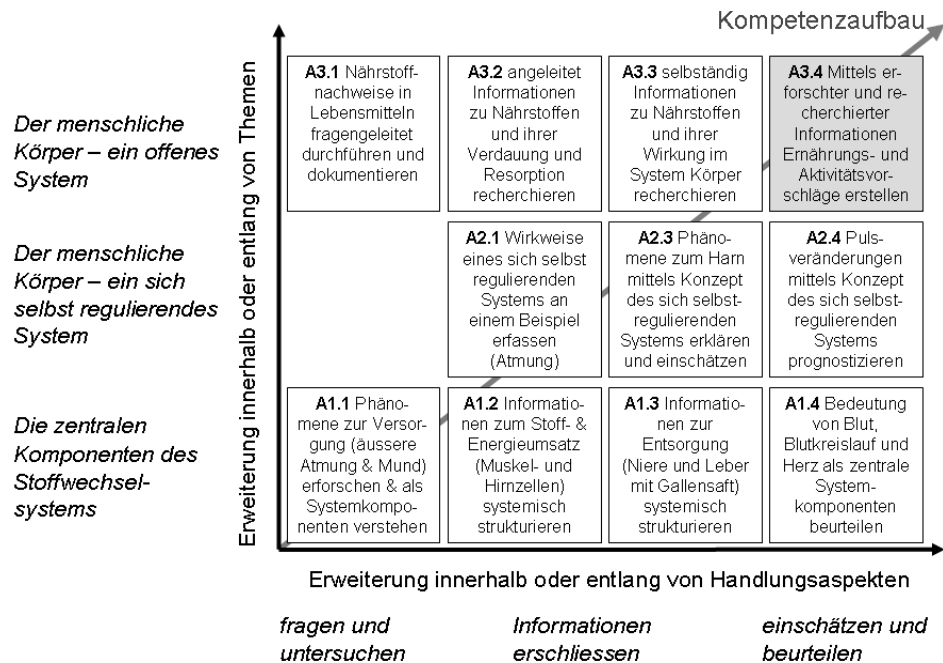 Kompetenzaufbau
Erweiterung innerhalb oder entlang von Themen
Der menschliche
Körper – ein offenes
System
A3.1 Nährstoff-
nachweise in
Lebensmitteln
fragengeleitet
durchführen und
dokumentieren
A3.2 angeleitet
Informationen
zu Nährstoffen
und ihrer
Verdauung und
Resorption
recherchieren
A3.3 selbständig
Informationen
zu Nährstoffen
und ihrer
Wirkung im
System Körper
recherchieren
A3.4 Mittels er-
forschter und re-
cherchierter
Informationen
Ernährungs- und
Aktivitätsvor-
schläge erstellen
Der menschliche
Körper – ein sich
selbst regulierendes
System
A2.1 Wirkweise
eines sich selbst
regulierenden
Systems an
einem Beispiel
erfassen
(Atmung)
A2.3 Phäno-
mene zum Harn
mittels Konzept
des sich selbst-
regulierenden
Systems erklären
und einschätzen
A2.4 Puls-
veränderungen
mittels Konzept
des sich selbst-
regulierenden
Systems
prognostizieren
Die zentralen
Komponenten des
Stoffwechsel-
systems
A1.1 Phäno-
mene zur Versor-
gung (äussere
Atmung & Mund)
erforschen & als
Systemkompo-
nenten verstehen
A1.2 Informatio-
nen zum Stoff- &
Energieumsatz
(Muskel- und
Hirnzellen)
systemisch
strukturieren
A1.3 Informatio-
nen zur
Entsorgung
(Niere und Leber
mit Gallensaft)
systemisch
strukturieren
A1.4 Bedeutung
von Blut,
Blutkreislauf und
Herz als zentrale
System-
komponenten
beurteilen
Erweiterung innerhalb oder entlang von Handlungsaspekten
fragen und
untersuchen
Informationen
erschliessen
einschätzen und
beurteilen